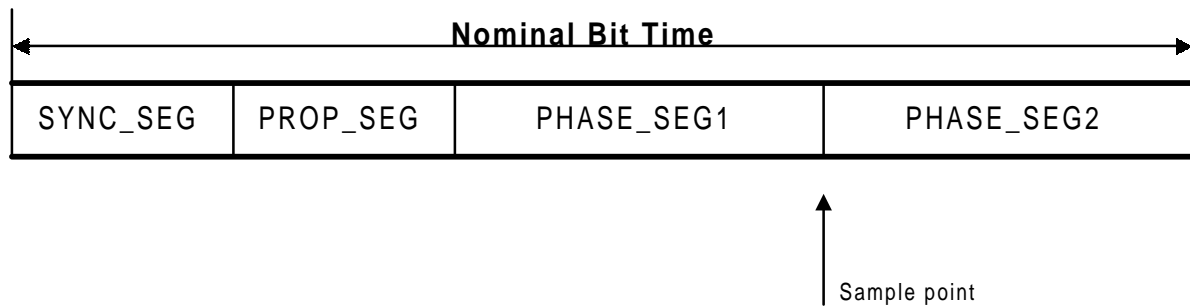 Nominal Bit Time
SYNC_SEG PROP_SEG PHASE_SEG1 PHASE_SEG2
Sample point